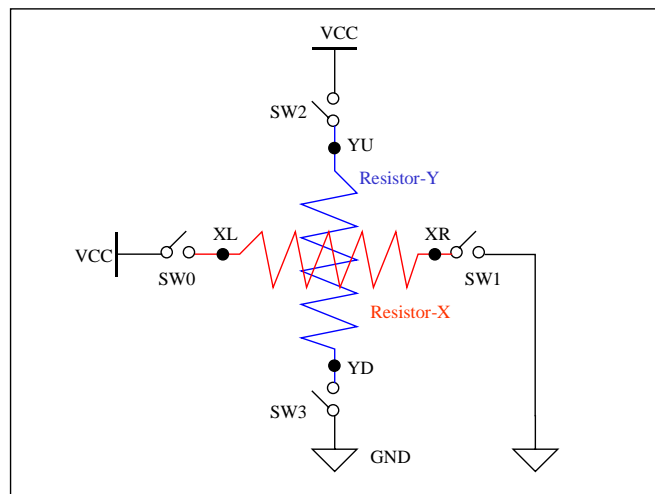 VCC
SW2
YU
Resistor-Y
XL
XR
VCC
SW0
SW1
Resistor-X
YD
SW3
GND